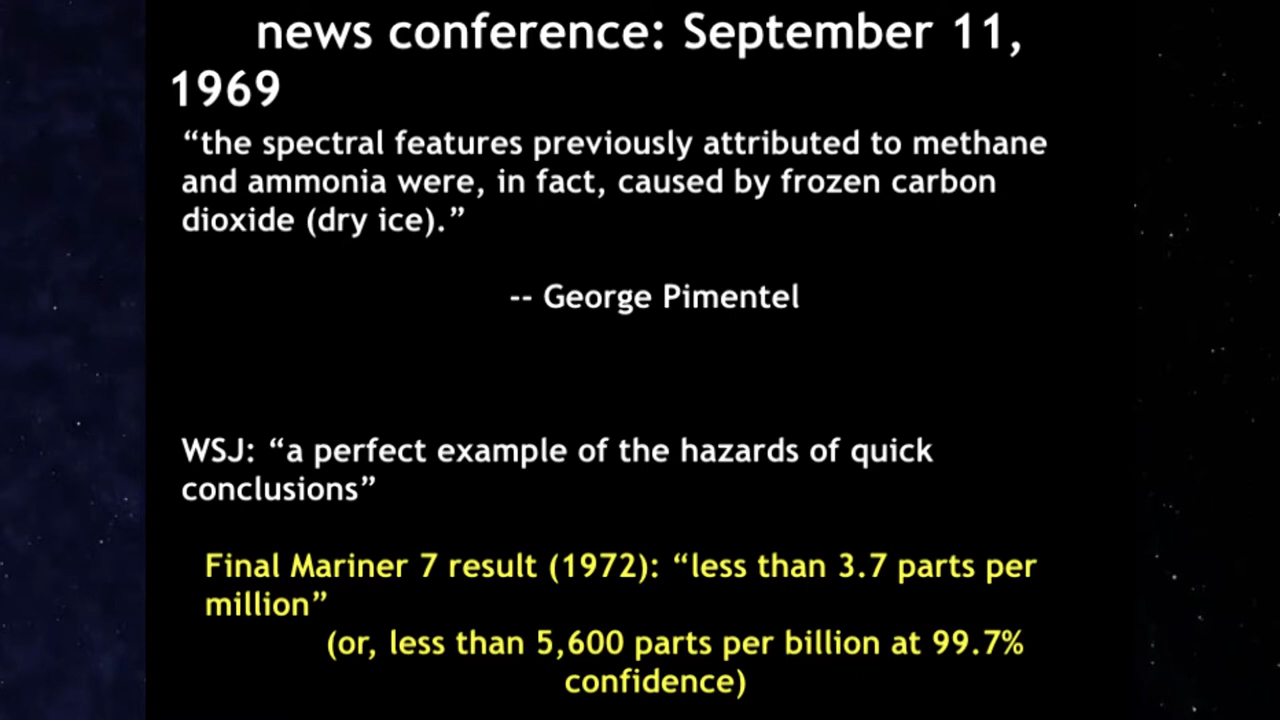 news conference: September 11,
1969
“the spectral features previously attributed to methane
and ammonia were, in fact, caused by frozen carbon
dioxide (dry ice).”
-- George Pimentel
WSJ: “a perfect example of the hazards of quick
conclusions”
Final Mariner 7 result (1972): “less than 3.7 parts per
million”
(or, less than 5,600 parts per billion at 99.7%
confidence)